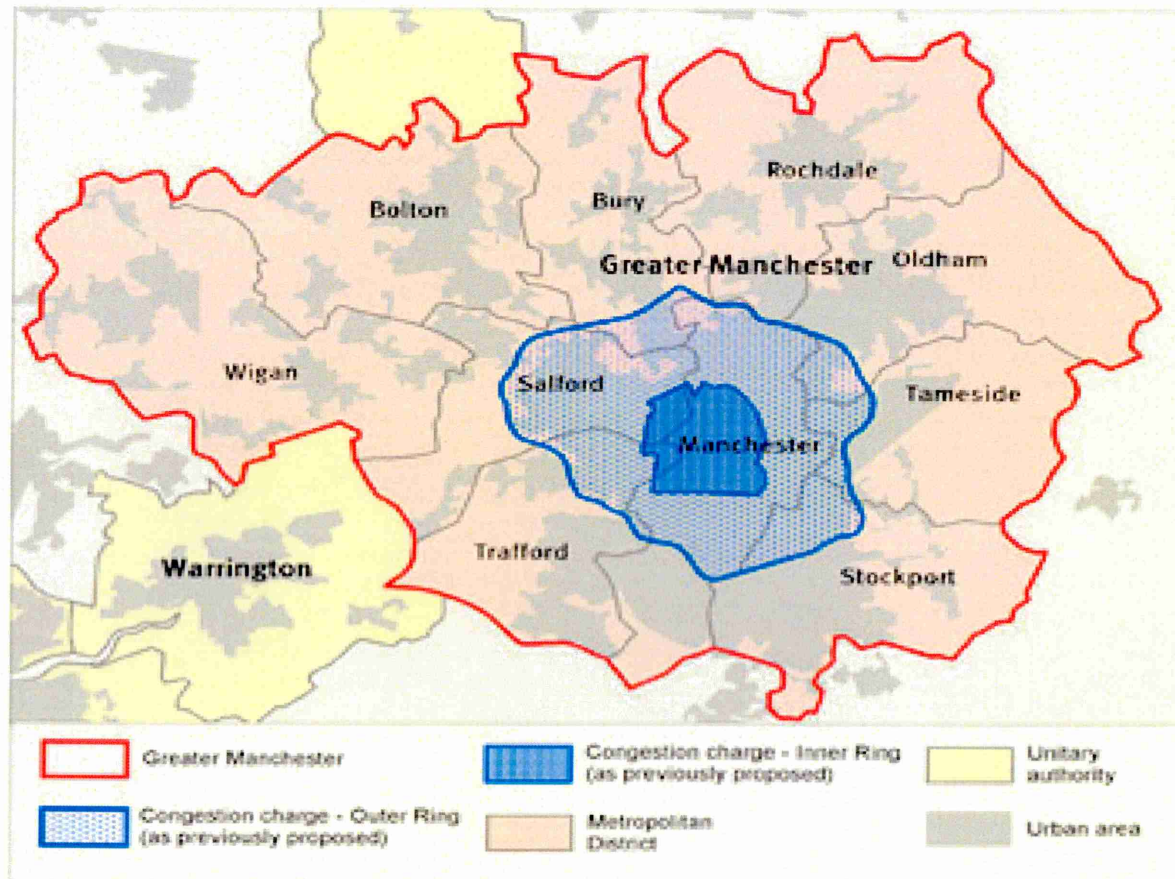 Rochdale
Bury
Bolton
Greater Manchester
Oldham
Wigan
Salford
Tameside
Manchester
Trafford
Warrington
Stockport
Greater Manchester
Congestion charge - Inner Ring
(as previously proposed)
Unitary
authority
Congestion charge - Outer Ring
(as previously proposed)
Metropolitan
District
Urban area